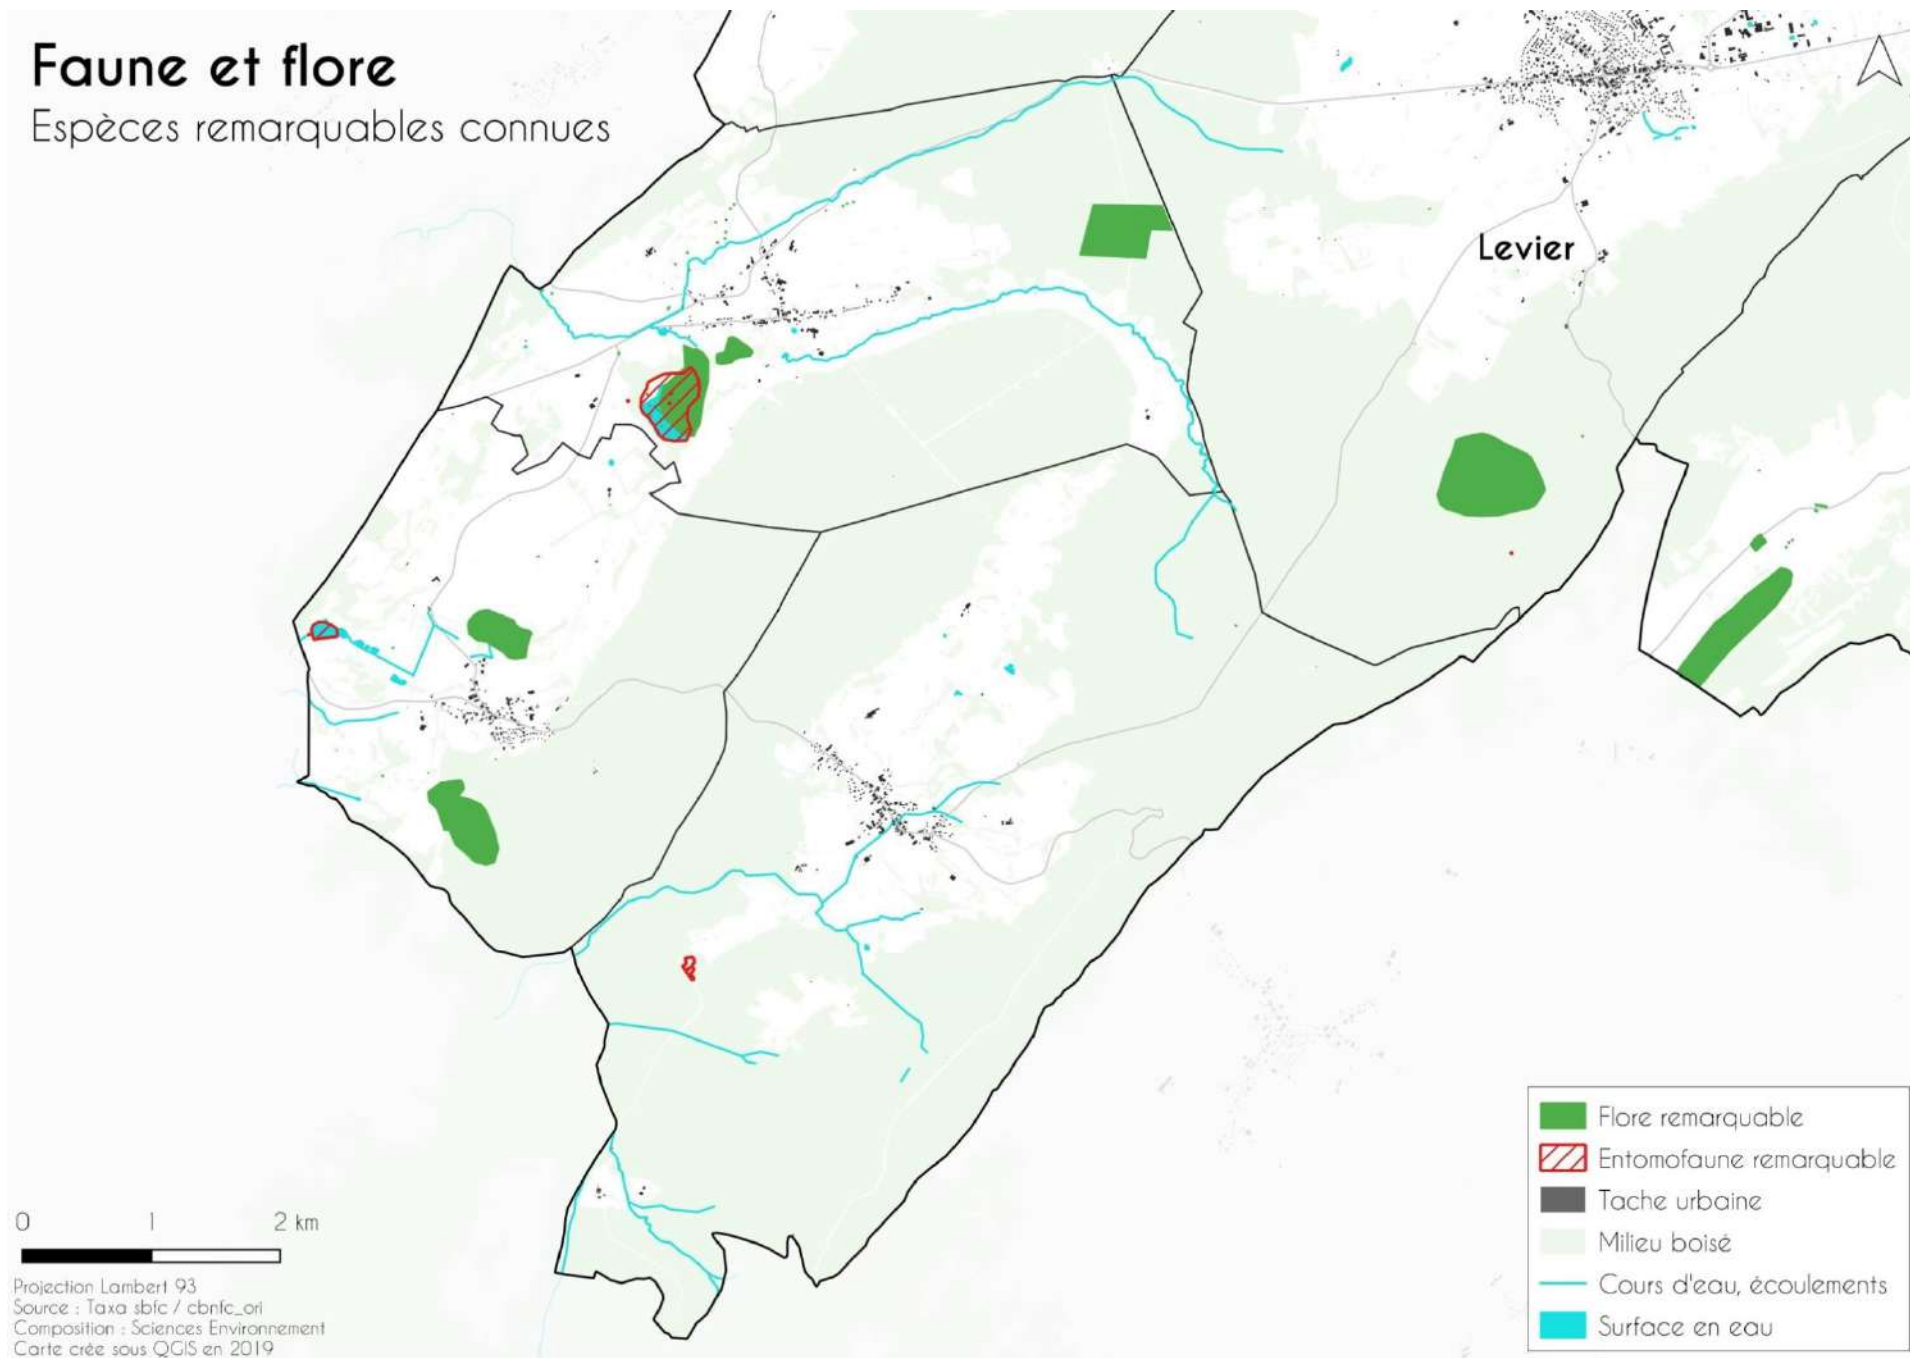 Faune et flore
Espèces remarquables connues
Levier
Flore remarquable
Entomofaune remarquable
Tache urbaine
Milieu boisé
Cours d'eau, écoulements
Surface en eau
0 1 2 km
Projection Lambert 93
Source : Taxa sbfc / cbnfc_ori
Composition : Sciences Environnement
Carte crée sous QGIS en 2019